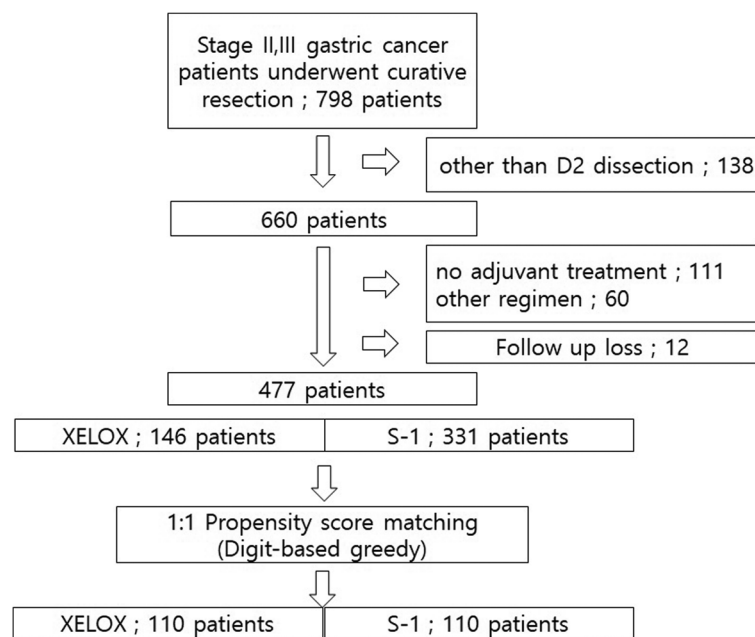 Stage II,III gastric cancer
patients underwent curative
resection ; 798 patients
other than D2 dissection ; 138
660 patients
no adjuvant treatment ; 111
other regimen ; 60
Follow up loss ; 12
477 patients
XELOX ; 146 patients
S-1 ; 331 patients
1:1 Propensity score matching
(Digit-based greedy)
XELOX ; 110 patients
S-1 ; 110 patients